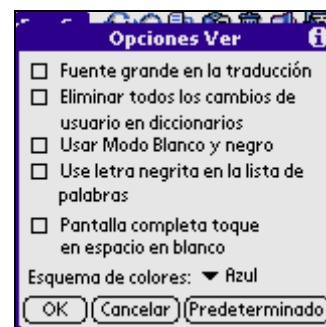 Opciones Ver
Fuente grande en la traducción
Eliminar todos los cambios de
usuario en diccionarios
Usar Modo Blanco y negro
Use letra negrita en la lista de
palabras
Pantalla completa toque
en espacio en blanco
Esquema de colores: Azul
OK Cancelar Predeterminado